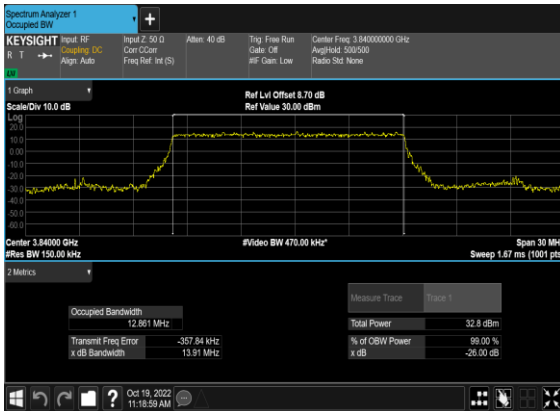 Spectrum Analyzer 1
Occupied BW
KEYSIGHT
R T
Input: RF
Coupling: DC
Align: Auto
Input Z: 50 Ω
Corr CCorr
Freq Ref: Int (S)
Atten: 40 dB
Trig: Free Run
Gate: Off
#IF Gain: Low
Center Freq: 3.840000000 GHz
Avg|Hold: 500/500
Radio Std: None
1 Graph
Scale/Div 10.0 dB
Ref Lvl Offset 8.70 dB
Ref Value 30.00 dBm
Log
20.0
10.0
0.00
-10.0
-20.0
-30.0
-40.0
-50.0
-60.0
Center 3.84000 GHz
#Res BW 150.00 kHz
#Video BW 470.00 kHz*
Span 30 MH
Sweep 1.67 ms (1001 pts
2 Metrics
Measure Trace
Trace 1
Occupied Bandwidth
12.861 MHz
Total Power
32.8 dBm
Transmit Freq Error
-357.84 kHz
% of OBW Power
99.00 %
x dB Bandwidth
13.91 MHz
x dB
-26.00 dB
Oct 19, 2022
11:18:59 AM